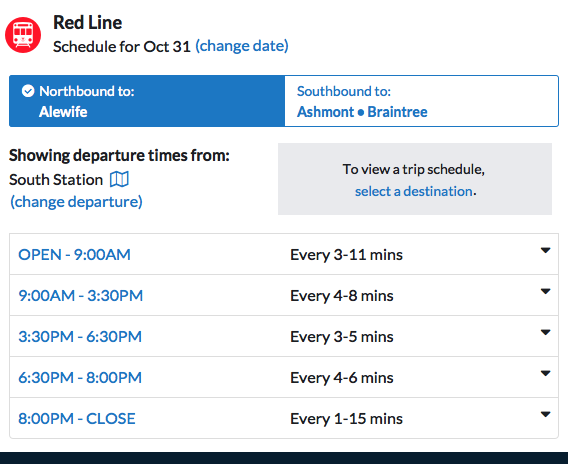 Red Line
Schedule for Oct 31 (change date)
Northbound to:
Alewife
Southbound to:
Ashmont • Braintree
Showing departure times from:
South Station
(change departure)
To view a trip schedule,
select a destination.
OPEN - 9:00AM Every 3-11 mins
9:00AM - 3:30PM Every 4-8 mins
3:30PM - 6:30PM Every 3-5 mins
6:30PM - 8:00PM Every 4-6 mins
8:00PM - CLOSE Every 1-15 mins